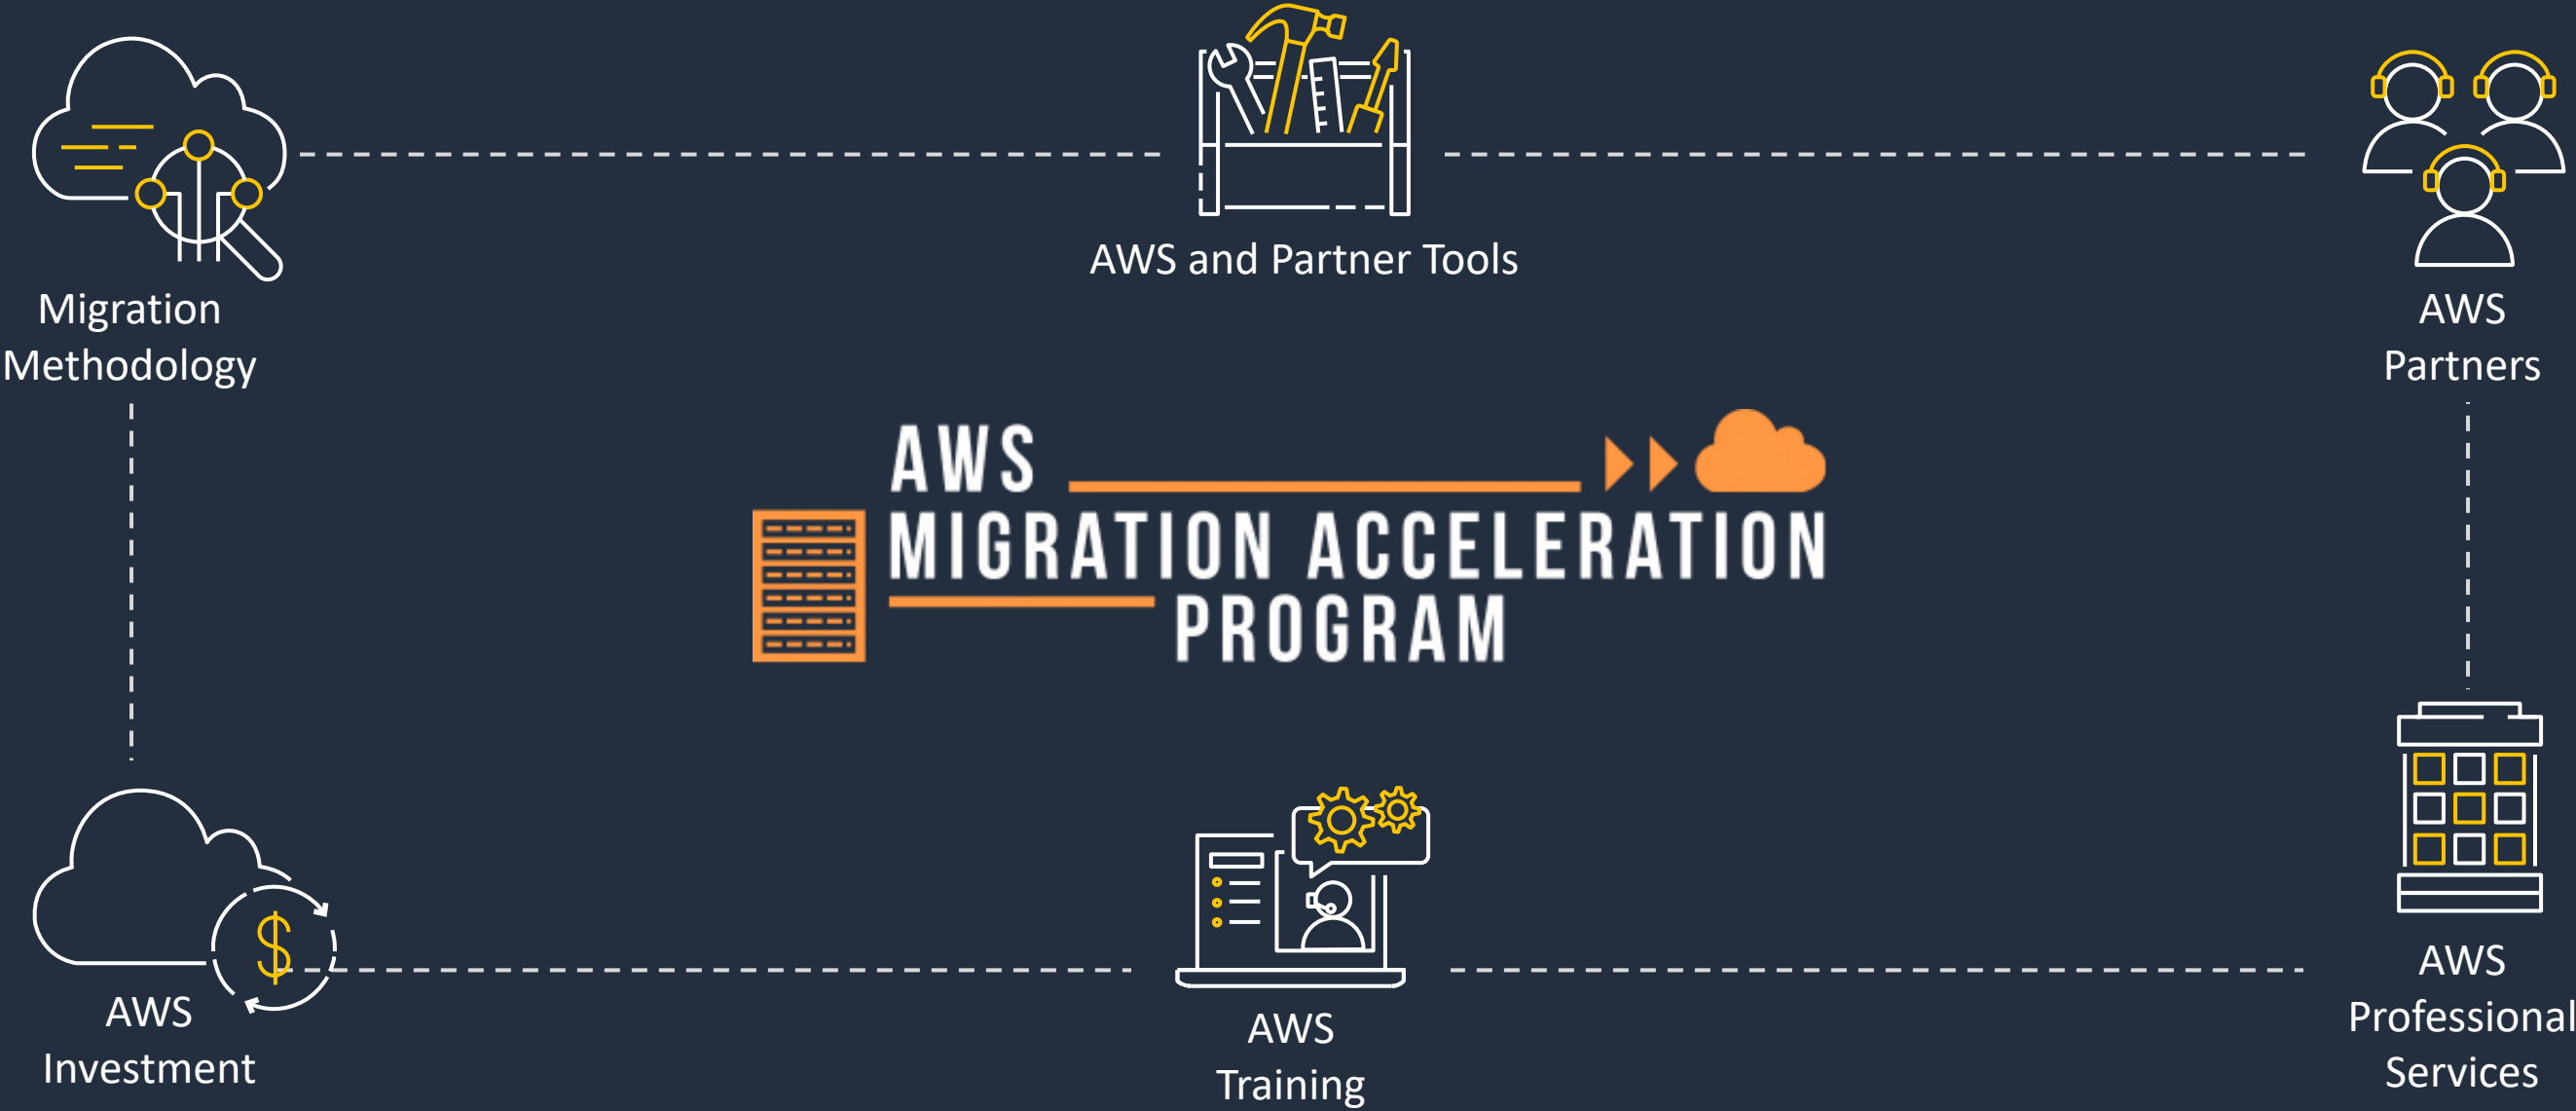 AWS and Partner Tools
Migration
Methodology
AWS
Partners
AWS
MIGRATION ACCELERATION
PROGRAM
$
AWS
Investment
AWS
Training
AWS
Professional
Services